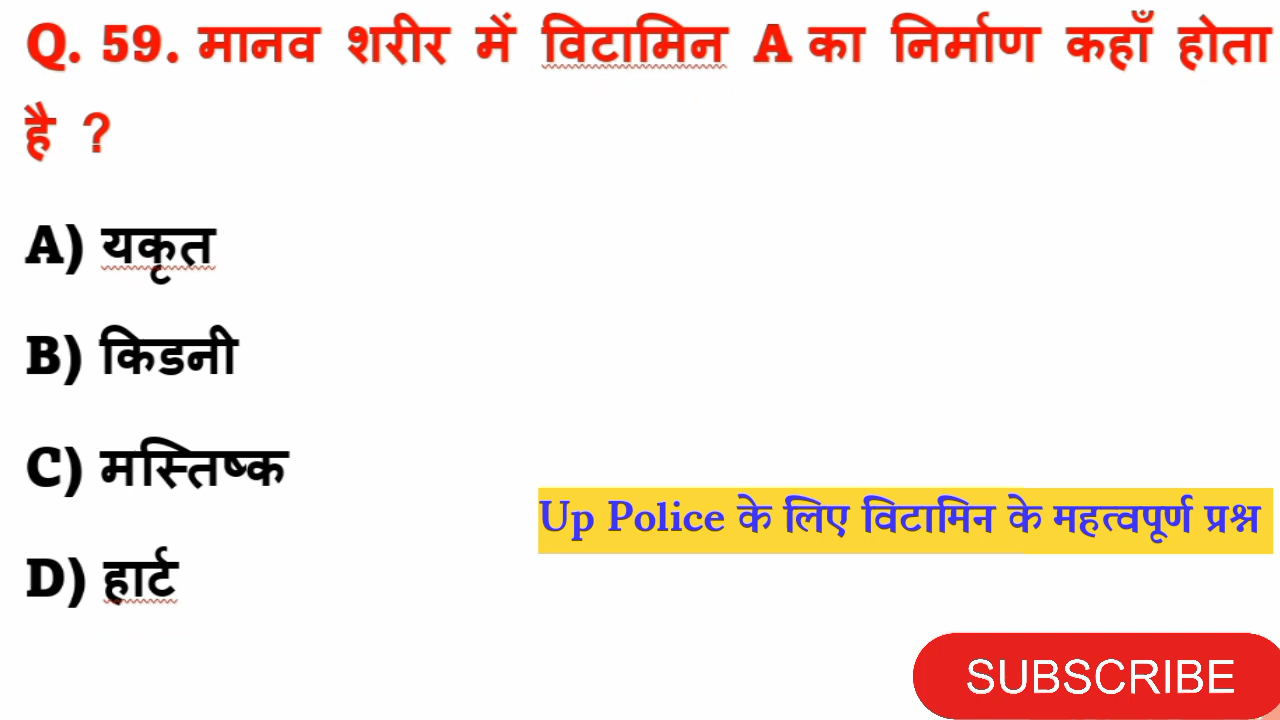 Q. 59. मानव शरीर में विटामिन A का निर्माण कहाँ होता
है ?
A) यकृत
B) किडनी
C) मस्तिष्क
D) हार्ट
Up Police के लिए विटामिन के महत्वपूर्ण प्रश्न
SUBSCRIBE